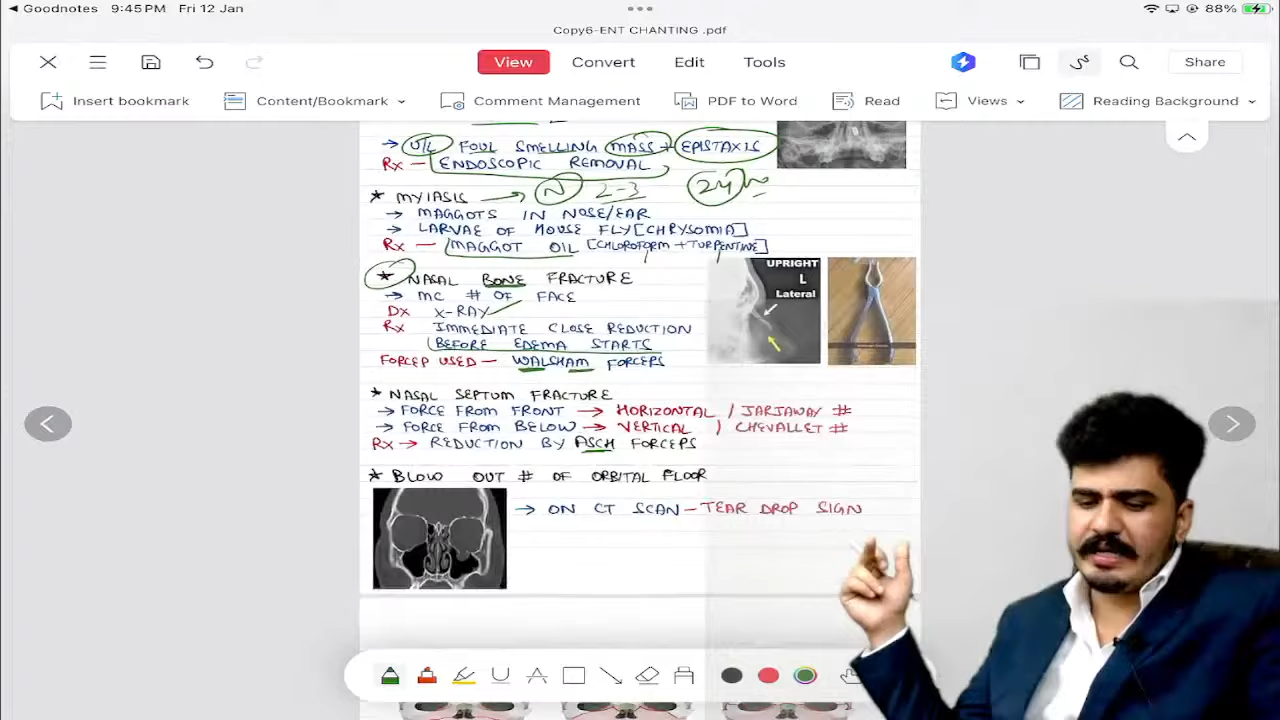 Goodnotes 9:45 PM Fri 12 Jan 88%
Copy6-ENT CHANTING .pdf
View Convert Edit Tools Share
Insert bookmark Content/Bookmark Comment Management PDF to Word Read Views Reading Background
→ U/L FOUL SMELLING MASS + EPISTAXIS
Rx — ENDOSCOPIC REMOVAL
* MYIASIS → N 2-3 24 hr
→ MAGGOTS IN NOSE/EAR
→ LARVAE OF HOUSE FLY [CHRYSOMIA]
Rx — MAGGOT OIL [CHLOROFORM + TURPENTINE]
* NASAL BONE FRACTURE
→ MC # OF FACE
Dx X-RAY
Rx IMMEDIATE CLOSE REDUCTION
BEFORE EDEMA STARTS
FORCEP USED — WALSHAM FORCEPS
UPRIGHT
L
Lateral
* NASAL SEPTUM FRACTURE
→ FORCE FROM FRONT → HORIZONTAL / JARJAWAY #
→ FORCE FROM BELOW → VERTICAL / CHEVALLET #
Rx → REDUCTION BY ASCH FORCEPS
* BLOW OUT # OF ORBITAL FLOOR
→ ON CT SCAN — TEAR DROP SIGN